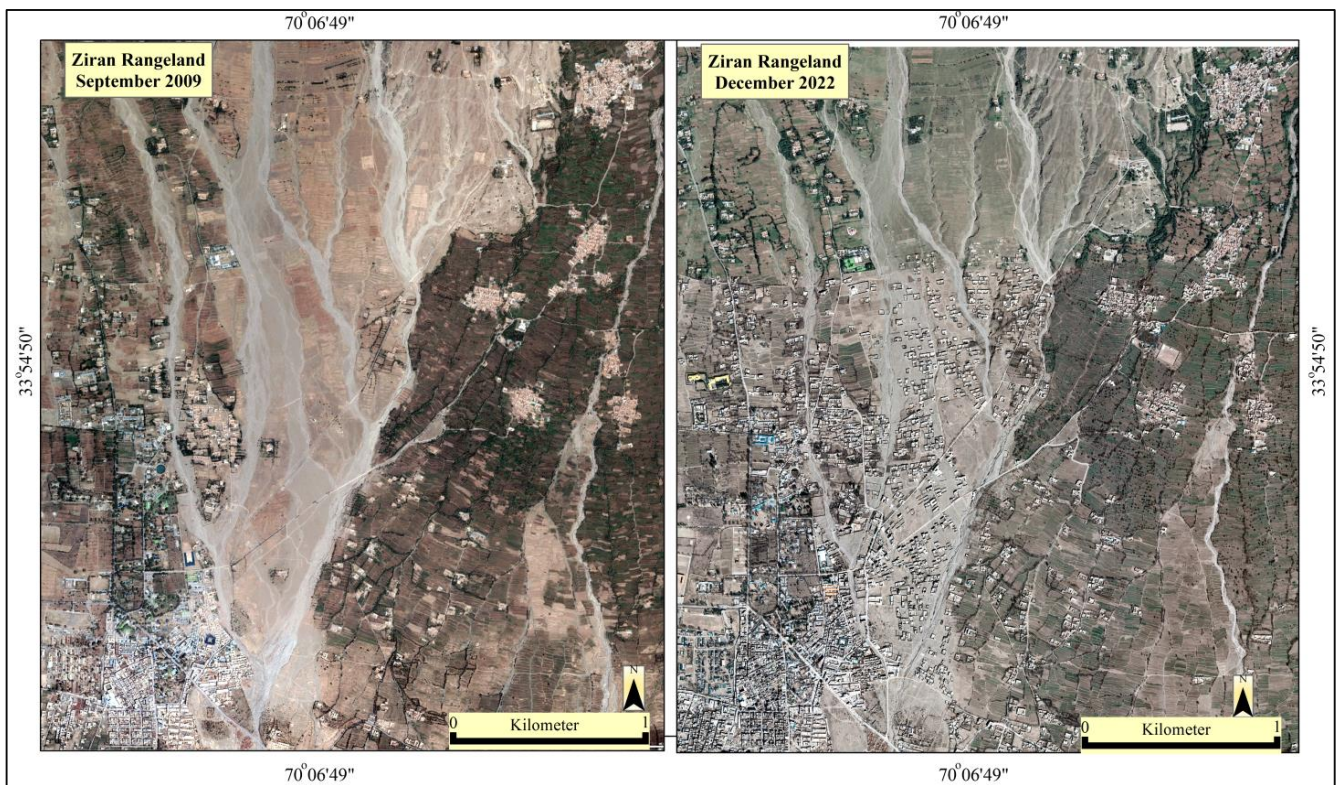 70°06'49"
70°06'49"
Ziran Rangeland
September 2009
Ziran Rangeland
December 2022
33°54'50"
33°54'50"
N
0 Kilometer 1
N
0 Kilometer 1
70°06'49"
70°06'49"